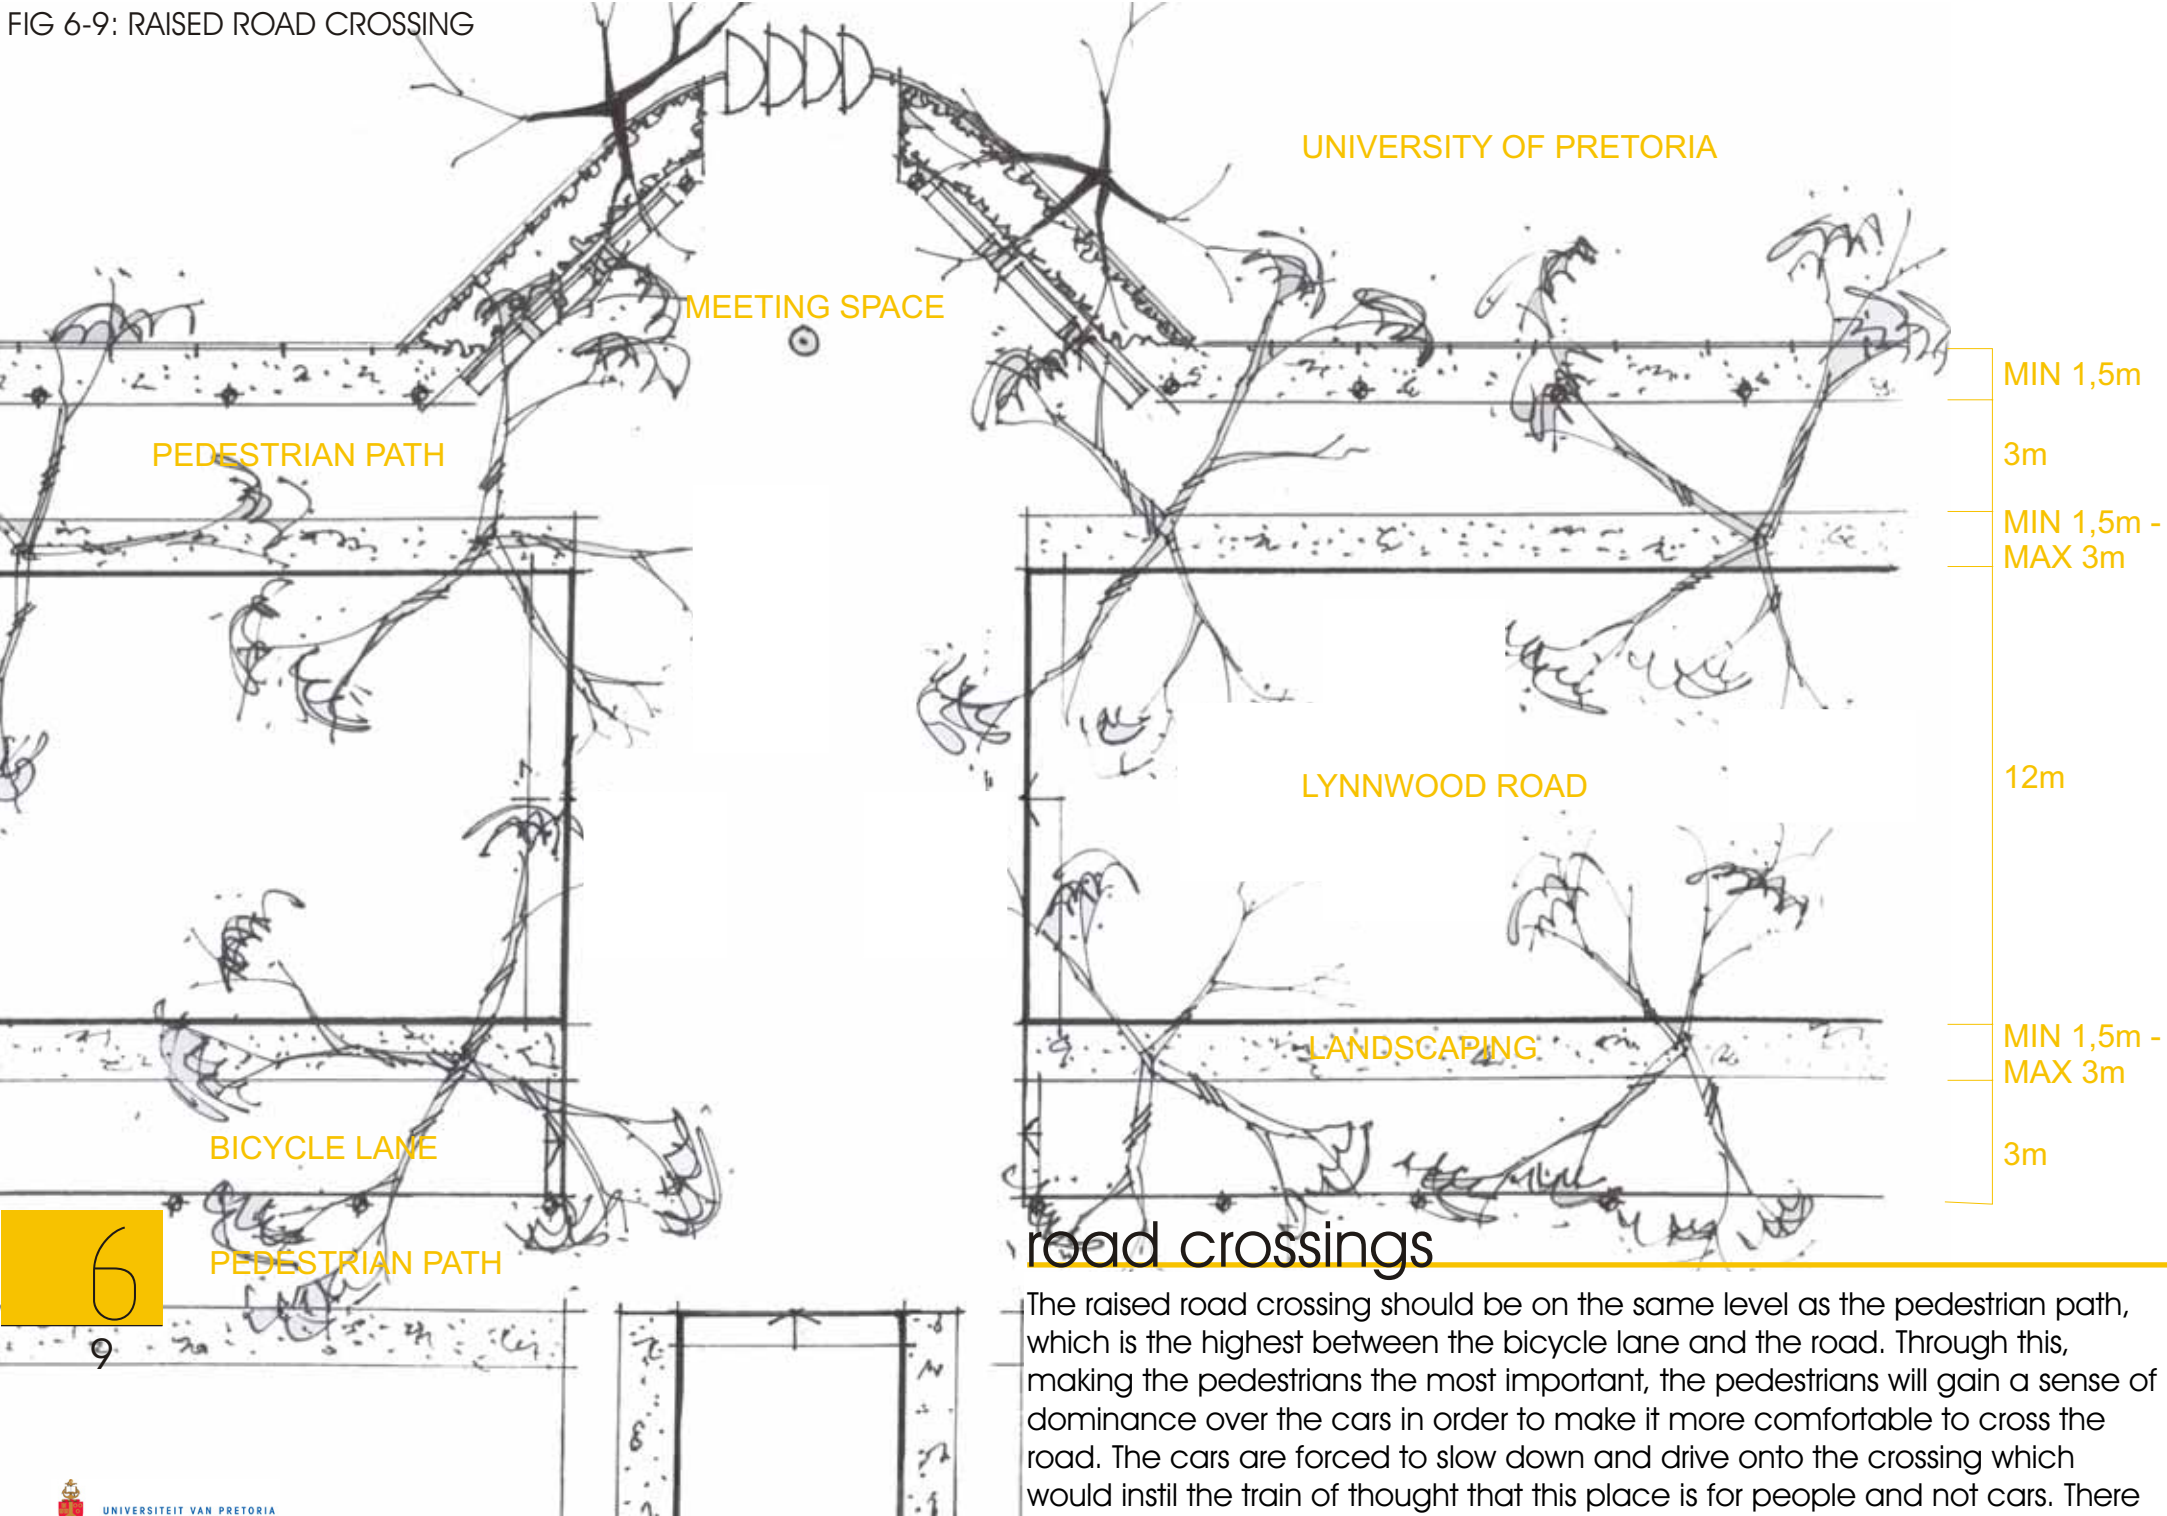 FIG 6-9: RAISED ROAD CROSSING
UNIVERSITY OF PRETORIA
MEETING SPACE
MIN 1,5m
PEDESTRIAN PATH
3m
MIN 1,5m -
MAX 3m
LYNNWOOD ROAD
12m
LANDSCAPING
MIN 1,5m -
MAX 3m
BICYCLE LANE
3m
PEDESTRIAN PATH
6
9
road crossings
The raised road crossing should be on the same level as the pedestrian path,
which is the highest between the bicycle lane and the road. Through this,
making the pedestrians the most important, the pedestrians will gain a sense of
dominance over the cars in order to make it more comfortable to cross the
road. The cars are forced to slow down and drive onto the crossing which
would instil the train of thought that this place is for people and not cars. There
UNIVERSITEIT VAN PRETORIA